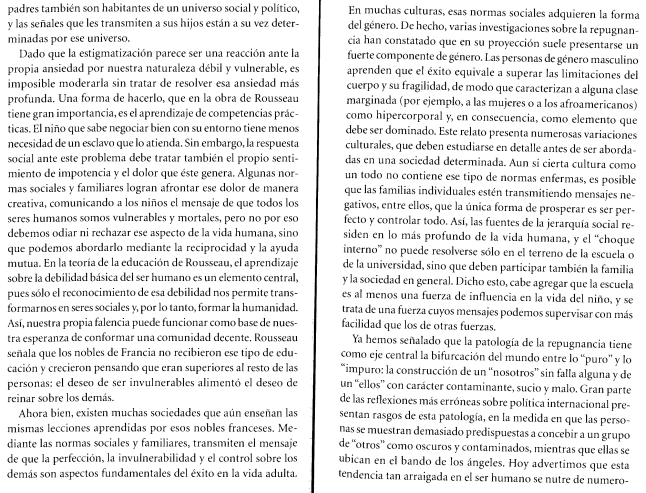 padres también son habitantes de un universo social y político,
y las señales que les transmiten a sus hijos están a su vez deter-
minadas por ese universo.
Dado que la estigmatización parece ser una reacción ante la
propia ansiedad por nuestra naturaleza débil y vulnerable, es
imposible moderarla sin tratar de resolver esa ansiedad más
profunda. Una forma de hacerlo, que en la obra de Rousseau
tiene gran importancia, es el aprendizaje de competencias prác-
ticas. El niño que sabe negociar bien con su entorno tiene menos
necesidad de un esclavo que lo atienda. Sin embargo, la respuesta
social ante este problema debe tratar también el propio senti-
miento de impotencia y el dolor que éste genera. Algunas nor-
mas sociales y familiares logran afrontar ese dolor de manera
creativa, comunicando a los niños el mensaje de que todos los
seres humanos somos vulnerables y mortales, pero no por eso
debemos odiar ni rechazar ese aspecto de la vida humana, sino
que podemos abordarlo mediante la reciprocidad y la ayuda
mutua. En la teoría de la educación de Rousseau, el aprendizaje
sobre la debilidad básica del ser humano es un elemento central,
pues sólo el reconocimiento de esa debilidad nos permite trans-
formarnos en seres sociales y, por lo tanto, formar la humanidad.
Así, nuestra propia falencia puede funcionar como base de nues-
tra esperanza de conformar una comunidad decente. Rousseau
señala que los nobles de Francia no recibieron ese tipo de edu-
cación y crecieron pensando que eran superiores al resto de las
personas: el deseo de ser invulnerables alimentó el deseo de
reinar sobre los demás.
Ahora bien, existen muchas sociedades que aún enseñan las
mismas lecciones aprendidas por esos nobles franceses. Me-
diante las normas sociales y familiares, transmiten el mensaje
de que la perfección, la invulnerabilidad y el control sobre los
demás son aspectos fundamentales del éxito en la vida adulta.
En muchas culturas, esas normas sociales adquieren la forma
del género. De hecho, varias investigaciones sobre la repugnan-
cia han constatado que en su proyección suele presentarse un
fuerte componente de género. Las personas de género masculino
aprenden que el éxito equivale a superar las limitaciones del
cuerpo y su fragilidad, de modo que caracterizan a alguna clase
marginada (por ejemplo, a las mujeres o a los afroamericanos)
como hipercorporal y, en consecuencia, como elemento que
debe ser dominado. Este relato presenta numerosas variaciones
culturales, que deben estudiarse en detalle antes de ser aborda-
das en una sociedad determinada. Aun si cierta cultura como
un todo no contiene ese tipo de normas enfermas, es posible
que las familias individuales estén transmitiendo mensajes ne-
gativos, entre ellos, que la única forma de prosperar es ser per-
fecto y controlar todo. Así, las fuentes de la jerarquía social re-
siden en lo más profundo de la vida humana, y el “choque
interno” no puede resolverse sólo en el terreno de la escuela o
de la universidad, sino que deben participar también la familia
y la sociedad en general. Dicho esto, cabe agregar que la escuela
es al menos una fuerza de influencia en la vida del niño, y se
trata de una fuerza cuyos mensajes podemos supervisar con más
facilidad que los de otras fuerzas.
Ya hemos señalado que la patología de la repugnancia tiene
como eje central la bifurcación del mundo entre lo “puro” y lo
“impuro: la construcción de un “nosotros” sin falla alguna y de
un “ellos” con carácter contaminante, sucio y malo. Gran parte
de las reflexiones más erróneas sobre política internacional pre-
sentan rasgos de esta patología, en la medida en que las perso-
nas se muestran demasiado predispuestas a concebir a un grupo
de “otros” como oscuros y contaminados, mientras que ellas se
ubican en el bando de los ángeles. Hoy advertimos que esta
tendencia tan arraigada en el ser humano se nutre de numero-